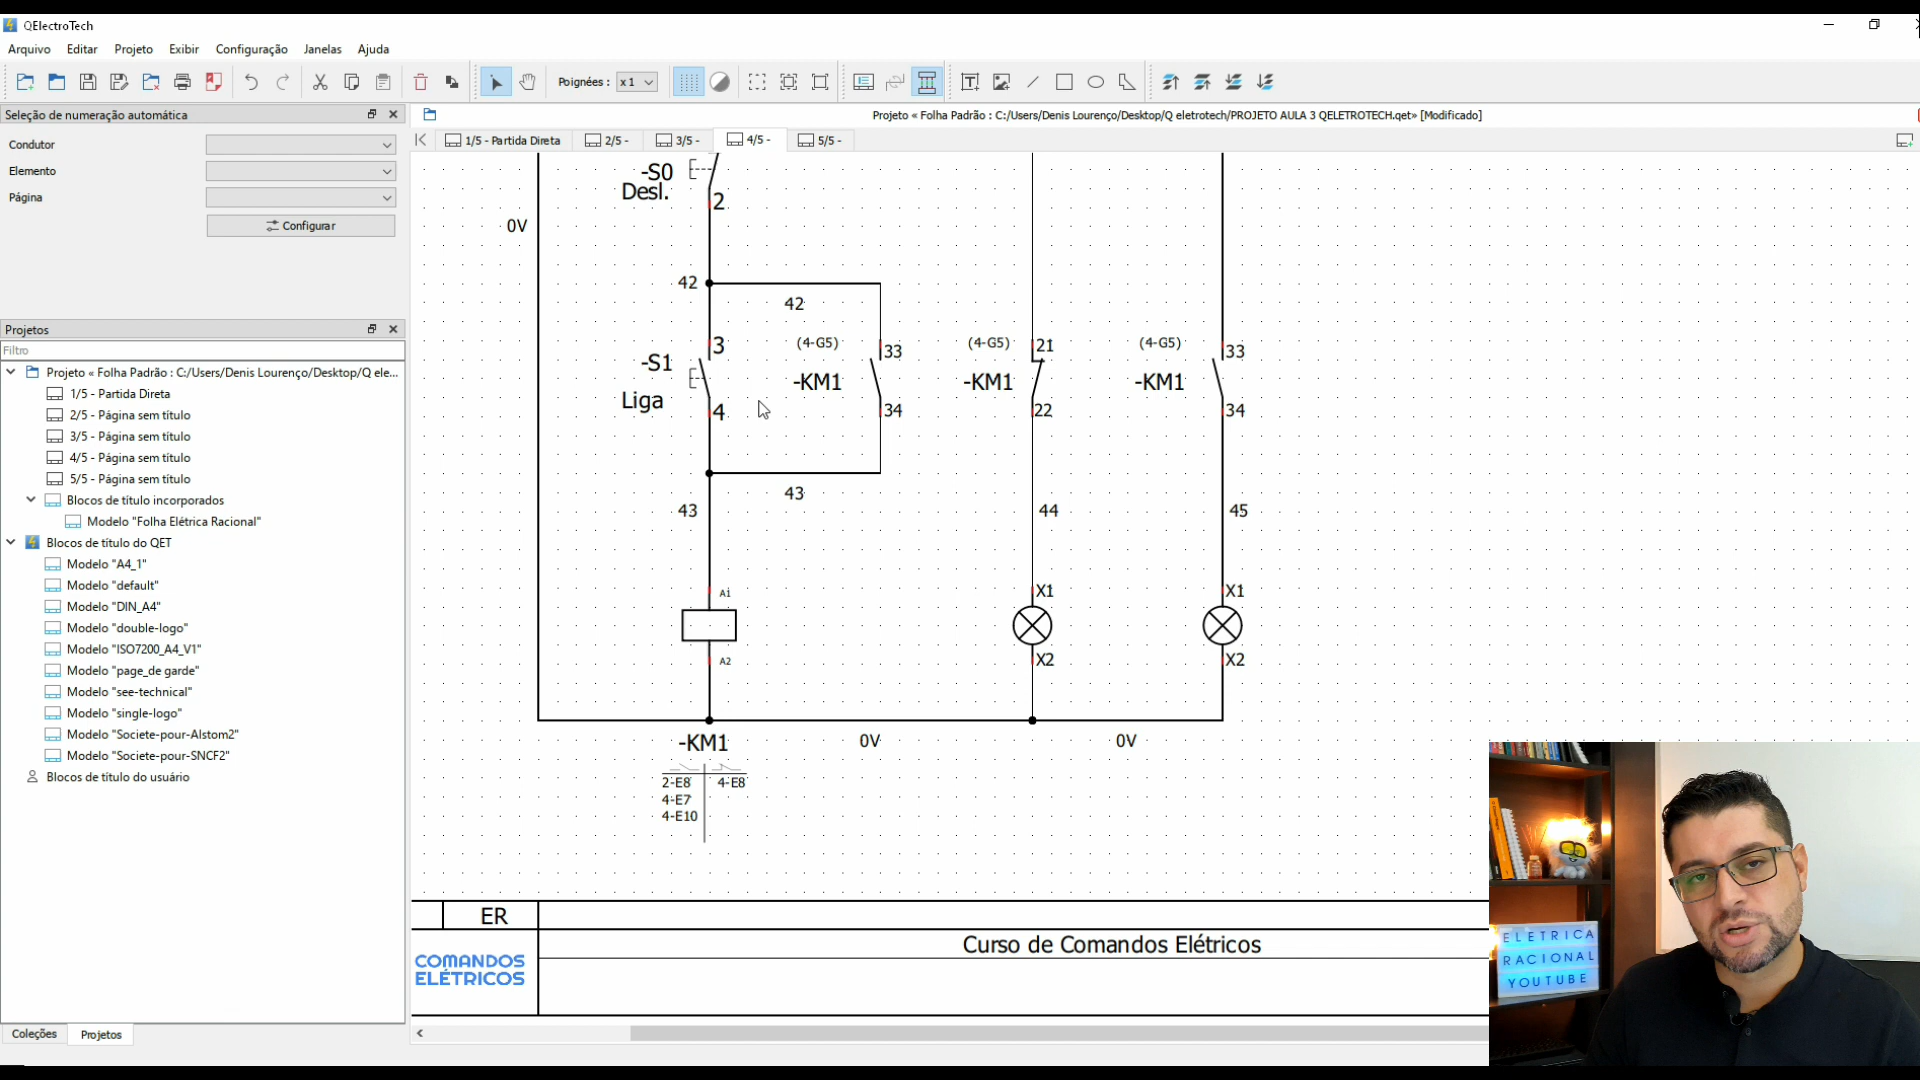 QElectroTech
Arquivo Editar Projeto Exibir Configuração Janelas Ajuda
Poignées : x1
Seleção de numeração automática
Projeto « Folha Padrão : C:/Users/Denis Lourenço/Desktop/Q eletrotech/PROJETO AULA 3 QELETROTECH.qet» [Modificado]
1/5 - Partida Direta
2/5 -
3/5 -
4/5 -
5/5 -
Condutor
Elemento
Página
Configurar
Projetos
Filtro
Projeto « Folha Padrão : C:/Users/Denis Lourenço/Desktop/Q ele...
1/5 - Partida Direta
2/5 - Página sem título
3/5 - Página sem título
4/5 - Página sem título
5/5 - Página sem título
Blocos de título incorporados
Modelo "Folha Elétrica Racional"
Blocos de título do QET
Modelo "A4_1"
Modelo "default"
Modelo "DIN_A4"
Modelo "double-logo"
Modelo "ISO7200_A4_V1"
Modelo "page_de garde"
Modelo "see-technical"
Modelo "single-logo"
Modelo "Societe-pour-Alstom2"
Modelo "Societe-pour-SNCF2"
Blocos de título do usuário
Coleções Projetos
-S0
Desl.
2
0V
42
42
3
-S1
Liga
4
(4-G5)
-KM1
33
34
(4-G5)
-KM1
21
22
(4-G5)
-KM1
33
34
43
43
44
45
A1
A2
X1
X2
X1
X2
-KM1
0V
0V
2-E8 4-E8
4-E7
4-E10
ER
Curso de Comandos Elétricos
COMANDOS
ELÉTRICOS
ELETRICA
RACIONAL
YOUTUBE